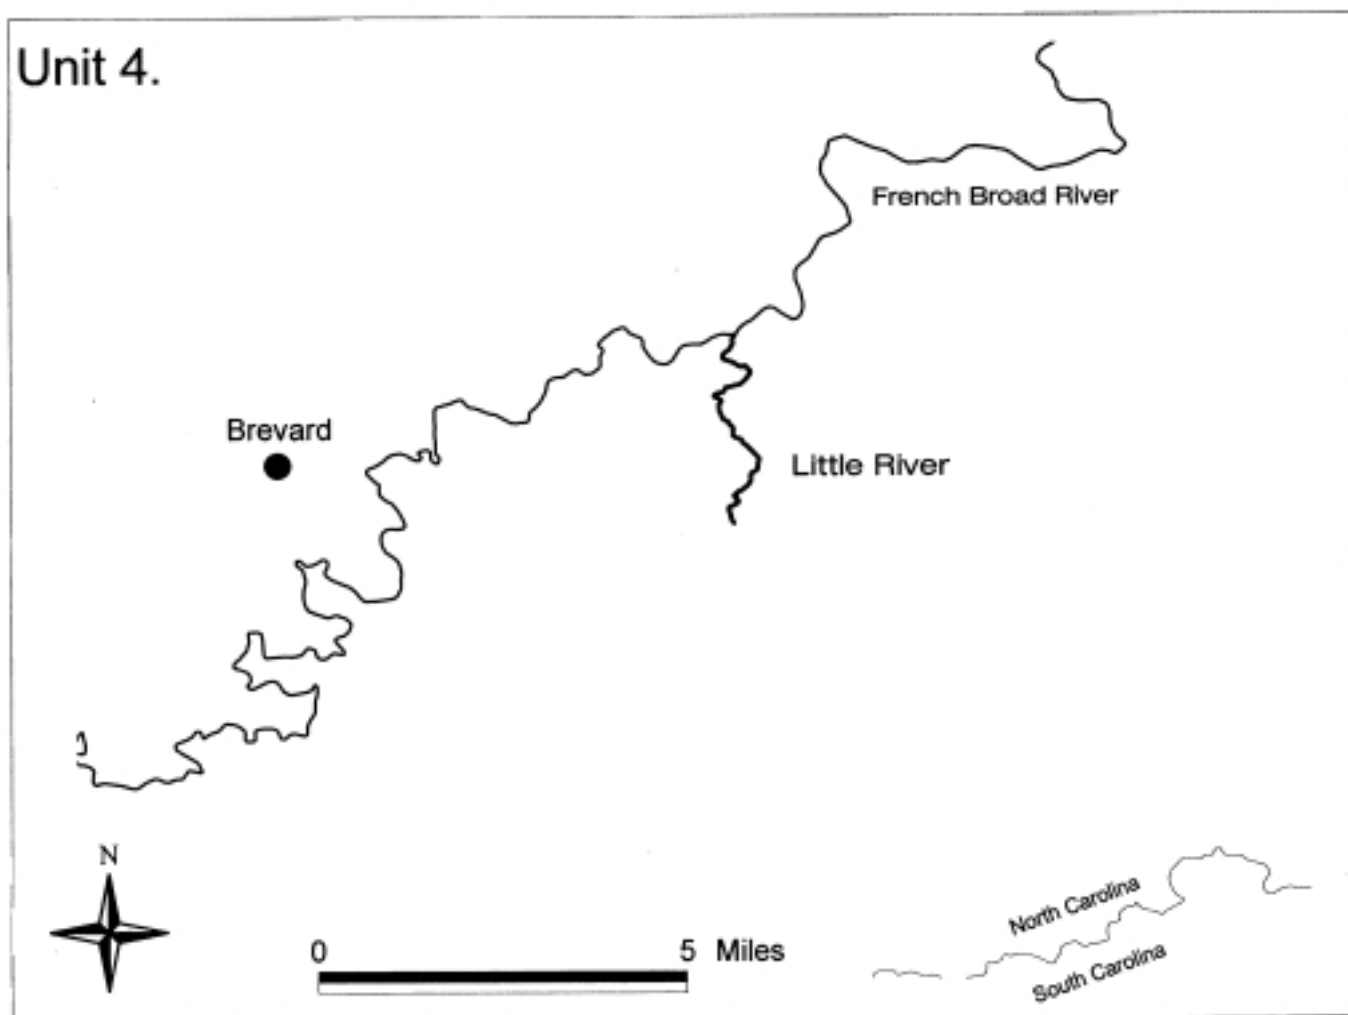 Unit 4.
French Broad River
Brevard
Little River
N
0 5 Miles
North Carolina
South Carolina